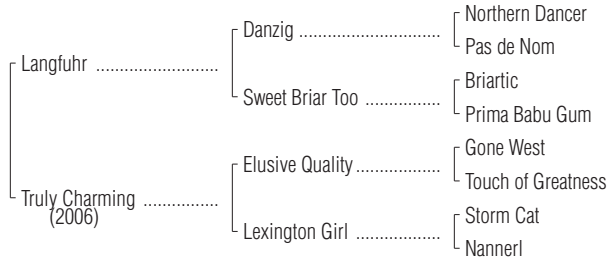 Northern Dancer
Danzig ..............................
Pas de Nom
Langfuhr ..........................
Briartic
Sweet Briar Too ................
Prima Babu Gum
Gone West
Elusive Quality ..................
Touch of Greatness
Truly Charming ................
(2006)
Storm Cat
Lexington Girl ..................
Nannerl